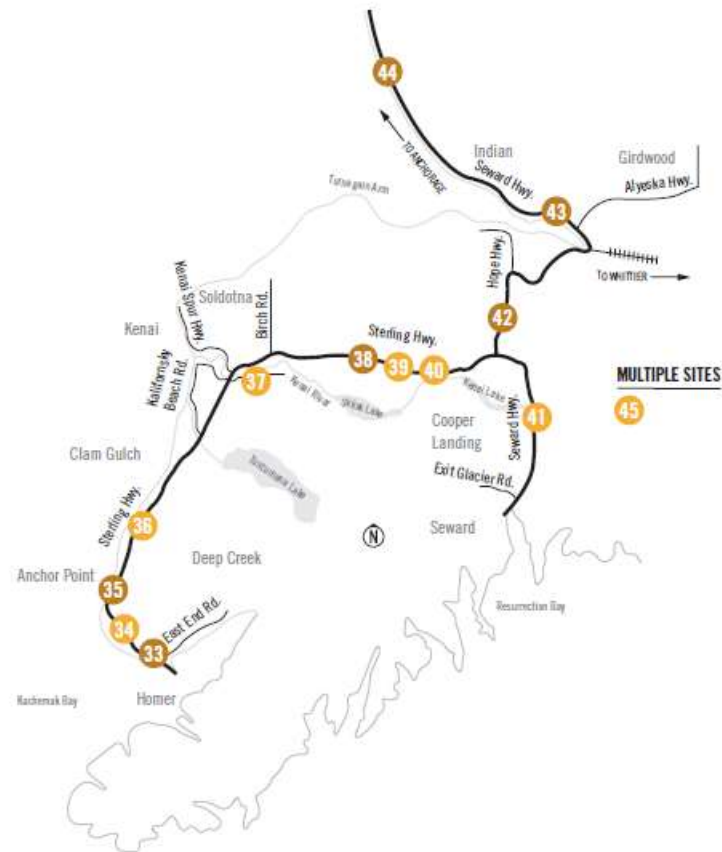 44
TO ANCHORAGE
Indian
Seward Hwy.
Girdwood
Alyeska Hwy.
43
Turnagain Arm
TO WHITTIER
Hope Hwy.
Kenai Spur Hwy.
Soldotna
Birch Rd.
Kenai
42
Sterling Hwy.
38
39
40
37
Kalifornsky
Beach Rd.
Kenai River
Skilak Lake
Kenai Lake
MULTIPLE SITES
45
Cooper
Landing
Seward Hwy.
41
Clam Gulch
Tustumena Lake
Exit Glacier Rd.
Sterling Hwy.
36
Seward
N
Deep Creek
Anchor Point
35
34
East End Rd.
33
Resurrection Bay
Kachemak Bay
Homer